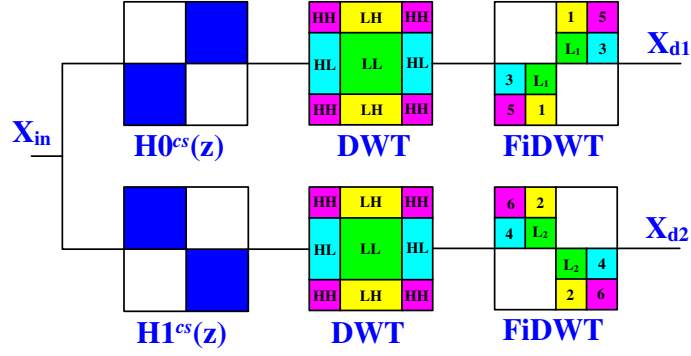 HH LH HH
HL LL HL
HH LH HH
1 5
L1 3
3 L1
5 1
Xd1
H0cs(z)
DWT
FiDWT
Xin
HH LH HH
HL LL HL
HH LH HH
6 2
4 L2
L2 4
2 6
Xd2
H1cs(z)
DWT
FiDWT